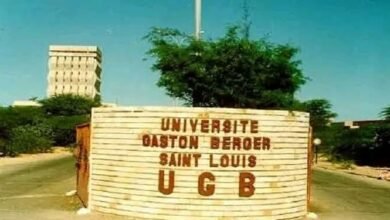 UNIVERSITE
GASTON BERGER
SAINT LOUIS
UGB